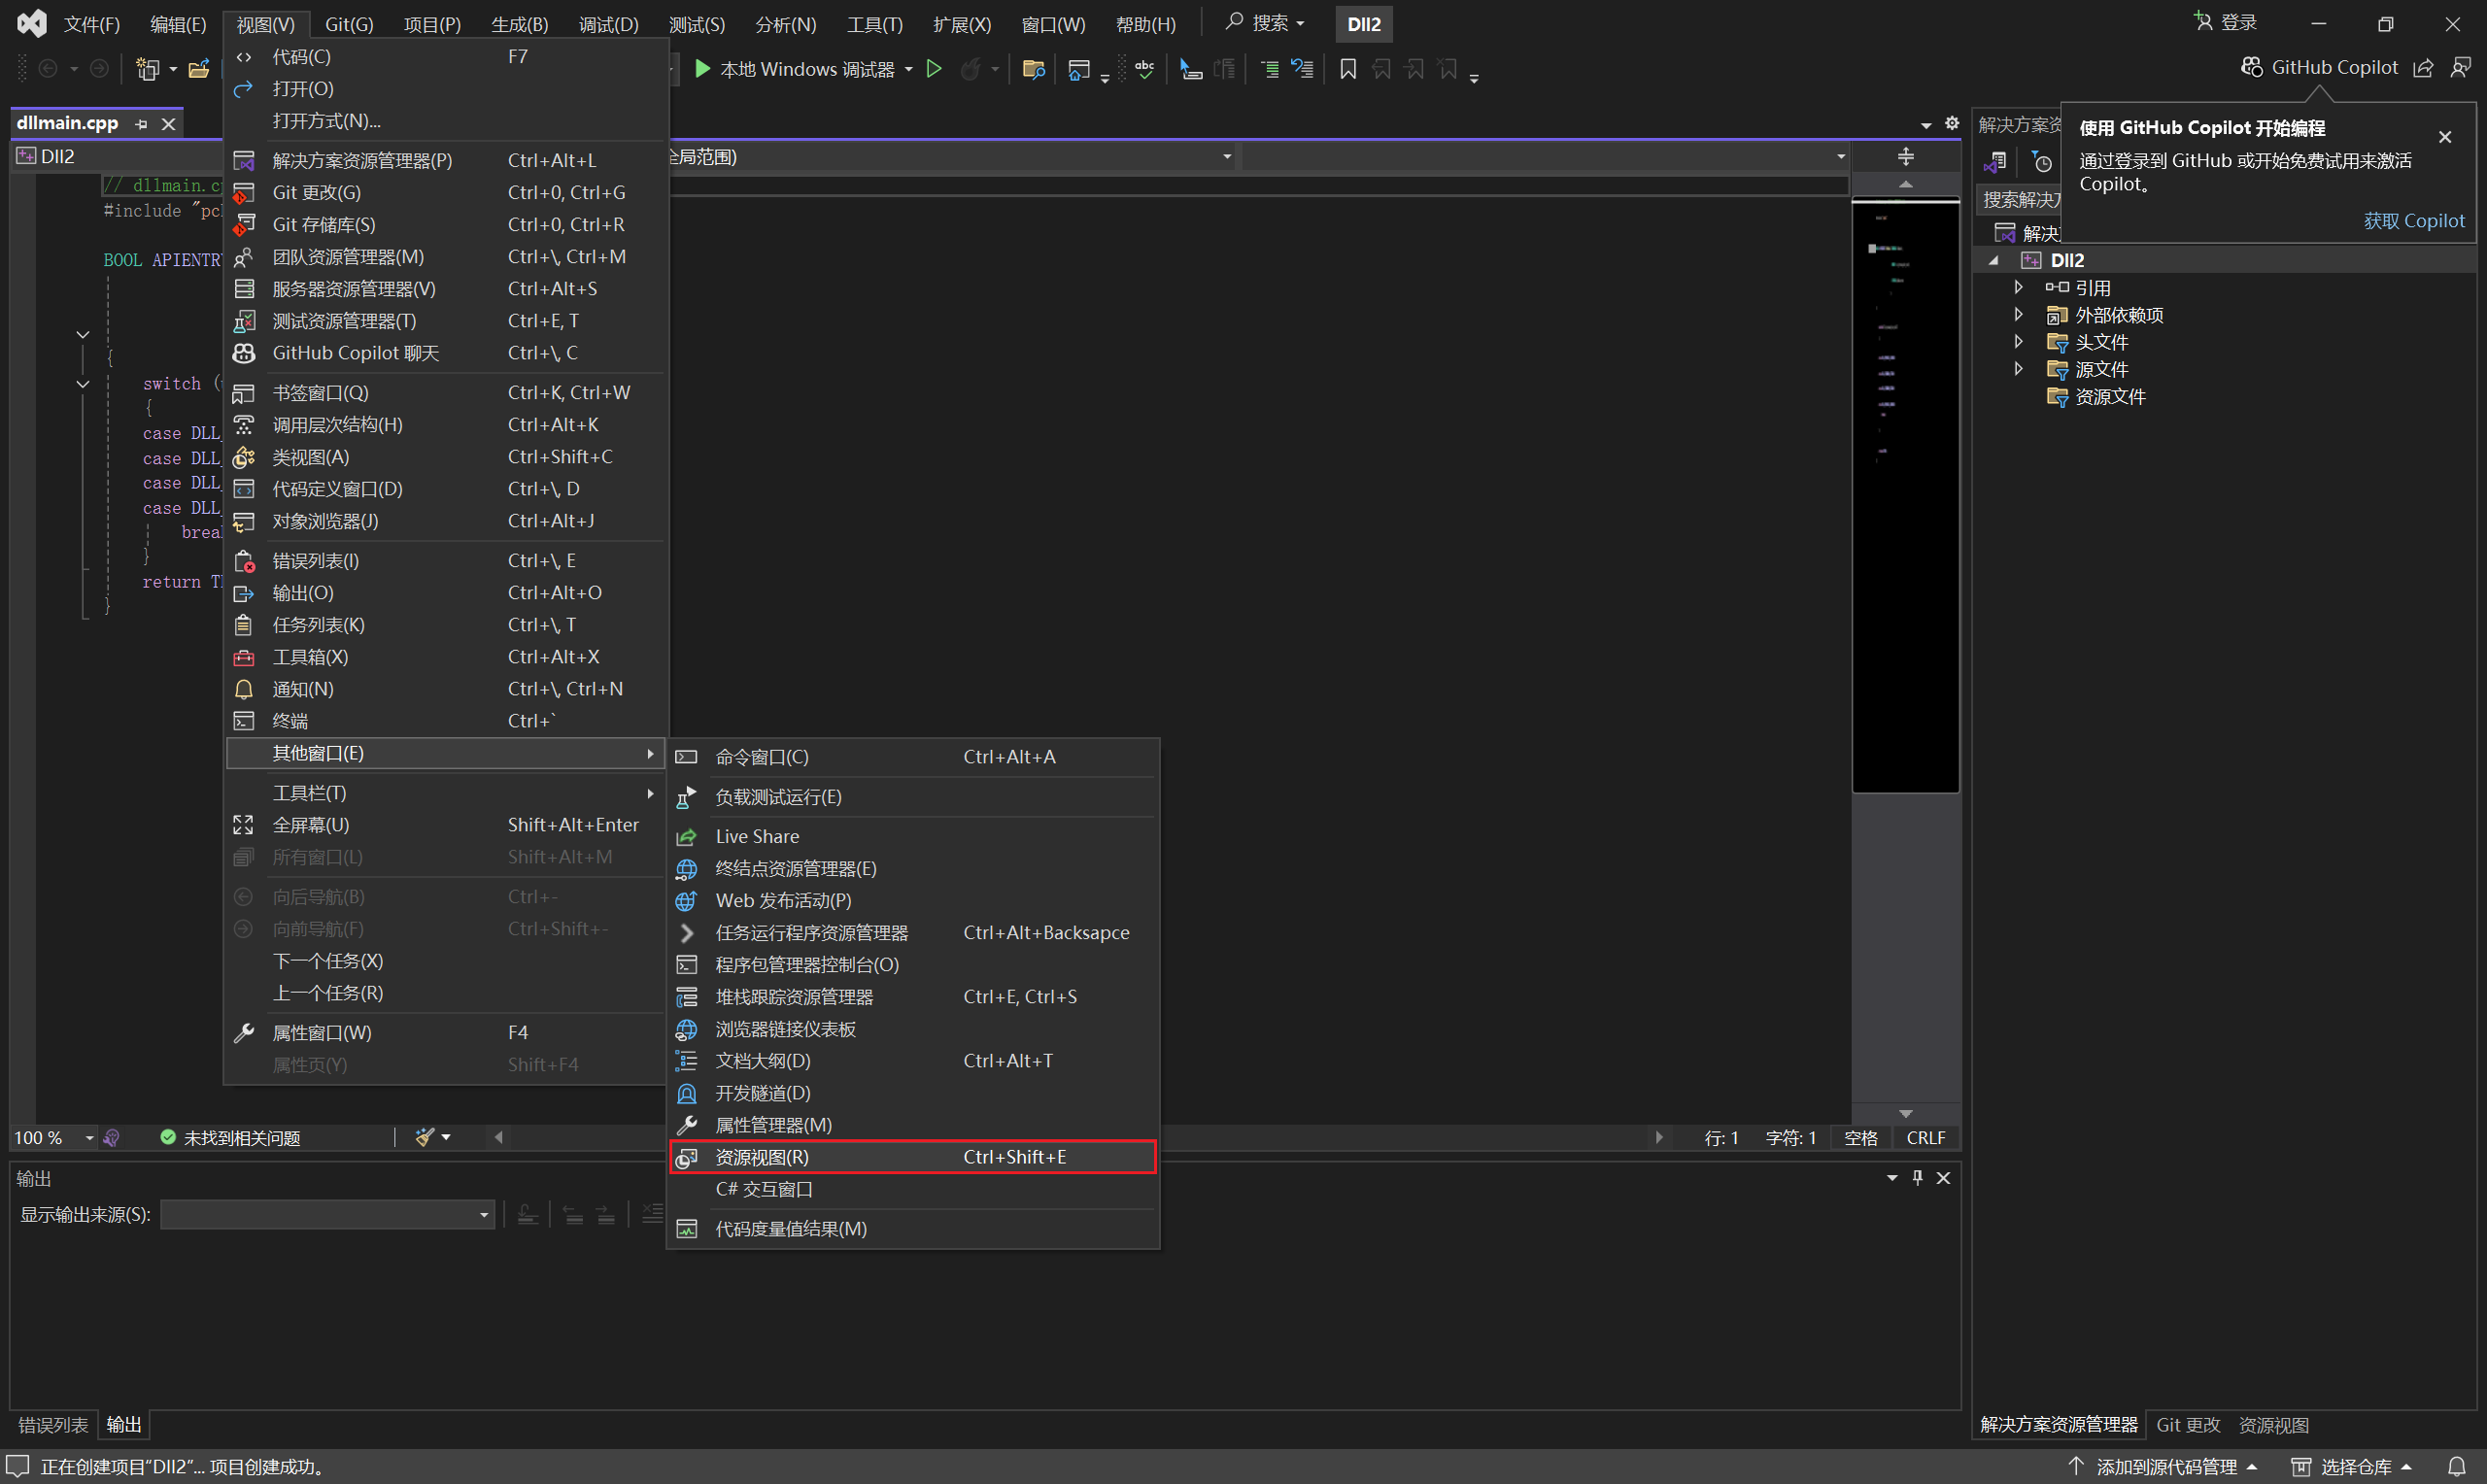 文件(F) 编辑(E) 视图(V) Git(G) 项目(P) 生成(B) 调试(D) 测试(S) 分析(N) 工具(T) 扩展(X) 窗口(W) 帮助(H) 搜索 Dll2 登录
本地 Windows 调试器 GitHub Copilot
dllmain.cpp
Dll2
全局范围)
// dllmain.c
#include "pc
BOOL APIENTR
{
switch (
{
case DLL_
case DLL_
case DLL_
case DLL_
brea
}
return T
}
代码(C) F7
打开(O)
打开方式(N)...
解决方案资源管理器(P) Ctrl+Alt+L
Git 更改(G) Ctrl+0, Ctrl+G
Git 存储库(S) Ctrl+0, Ctrl+R
团队资源管理器(M) Ctrl+\, Ctrl+M
服务器资源管理器(V) Ctrl+Alt+S
测试资源管理器(T) Ctrl+E, T
GitHub Copilot 聊天 Ctrl+\, C
书签窗口(Q) Ctrl+K, Ctrl+W
调用层次结构(H) Ctrl+Alt+K
类视图(A) Ctrl+Shift+C
代码定义窗口(D) Ctrl+\, D
对象浏览器(J) Ctrl+Alt+J
错误列表(I) Ctrl+\, E
输出(O) Ctrl+Alt+O
任务列表(K) Ctrl+\, T
工具箱(X) Ctrl+Alt+X
通知(N) Ctrl+\, Ctrl+N
终端 Ctrl+`
其他窗口(E)
工具栏(T)
全屏幕(U) Shift+Alt+Enter
所有窗口(L) Shift+Alt+M
向后导航(B) Ctrl+-
向前导航(F) Ctrl+Shift+-
下一个任务(X)
上一个任务(R)
属性窗口(W) F4
属性页(Y) Shift+F4
命令窗口(C) Ctrl+Alt+A
负载测试运行(E)
Live Share
终结点资源管理器(E)
Web 发布活动(P)
任务运行程序资源管理器 Ctrl+Alt+Backsapce
程序包管理器控制台(O)
堆栈跟踪资源管理器 Ctrl+E, Ctrl+S
浏览器链接仪表板
文档大纲(D) Ctrl+Alt+T
开发隧道(D)
属性管理器(M)
资源视图(R) Ctrl+Shift+E
C# 交互窗口
代码度量值结果(M)
解决方案资
使用 GitHub Copilot 开始编程
通过登录到 GitHub 或开始免费试用来激活
Copilot。
获取 Copilot
搜索解决方
解决
Dll2
引用
外部依赖项
头文件
源文件
资源文件
100 % 未找到相关问题 行: 1 字符: 1 空格 CRLF
输出
显示输出来源(S):
错误列表 输出
解决方案资源管理器 Git 更改 资源视图
正在创建项目“Dll2”... 项目创建成功。 添加到源代码管理 选择仓库